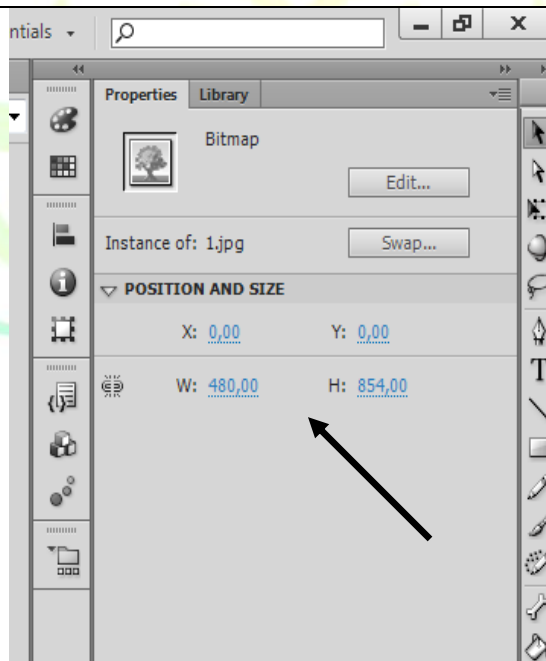 ntials
Properties Library
Bitmap
Edit...
Instance of: 1.jpg Swap...
POSITION AND SIZE
X: 0,00 Y: 0,00
W: 480,00 H: 854,00